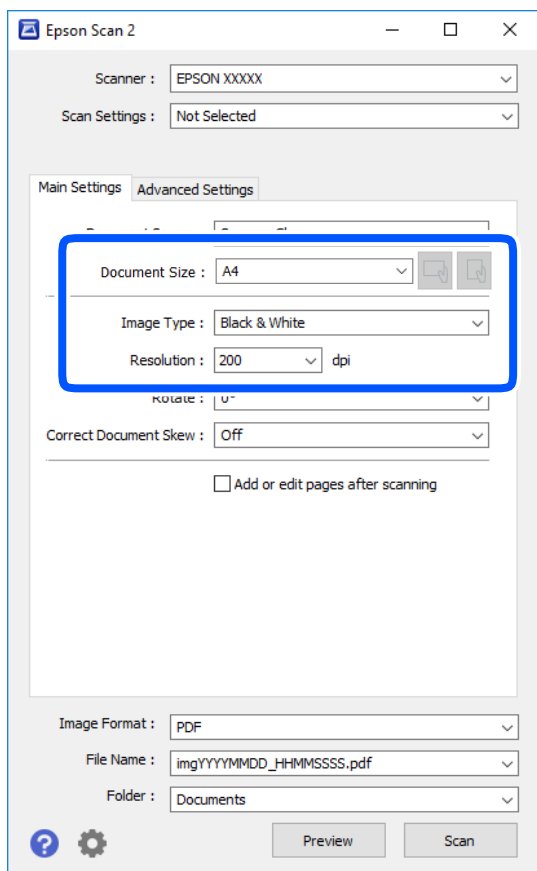 Epson Scan 2
Scanner : EPSON XXXXX
Scan Settings : Not Selected
Main Settings Advanced Settings
Document Size : A4
Image Type : Black & White
Resolution : 200 dpi
Rotate : 0°
Correct Document Skew : Off
Add or edit pages after scanning
Image Format : PDF
File Name : imgYYYYMMDD_HHMMSSSS.pdf
Folder : Documents
? Preview Scan